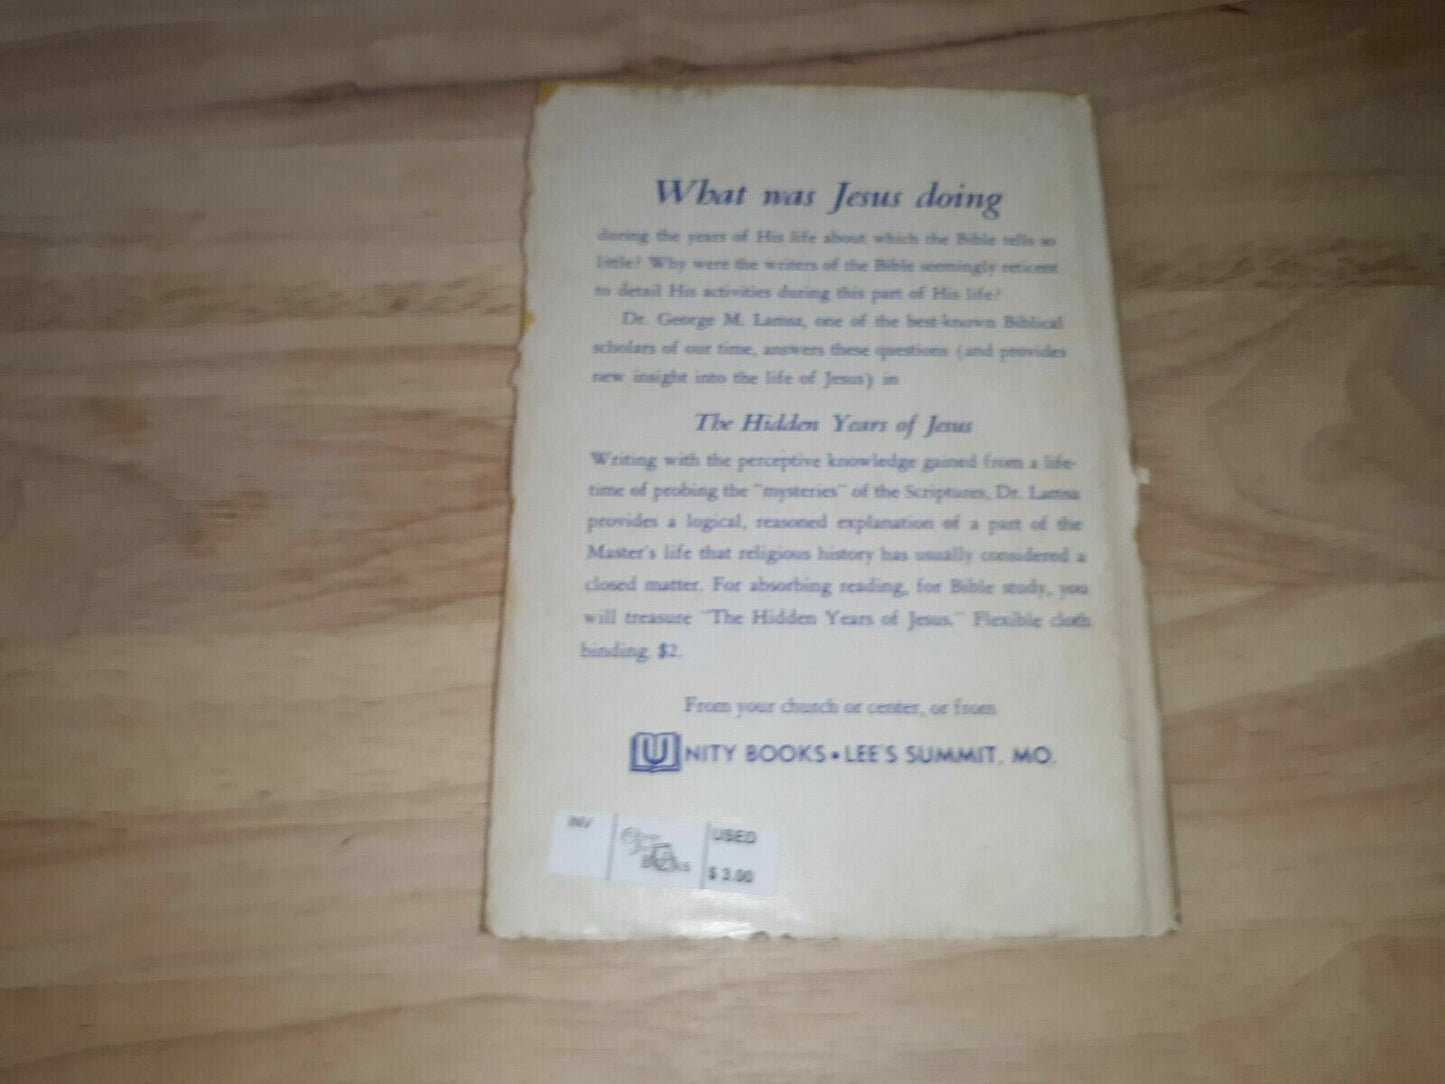 What was Jesus doing
during the years of His life about which the Bible tells so
little? Why were the writers of the Bible seemingly reticent
to detail His activities during this part of His life?
Dr. George M. Lamsa, one of the best-known Biblical
scholars of our time, answers these questions (and provides
new insight into the life of Jesus) in
The Hidden Years of Jesus
Writing with the perceptive knowledge gained from a life-
time of probing the "mysteries" of the Scriptures, Dr. Lamsa
provides a logical, reasoned explanation of a part of the
Master's life that religious history has usually considered a
closed matter. For absorbing reading, for Bible study, you
will treasure "The Hidden Years of Jesus." Flexible cloth
binding. $2.
From your church or center, or from
UNITY BOOKS • LEE'S SUMMIT, MO.
INV
BOOKS
USED
$ 3.00